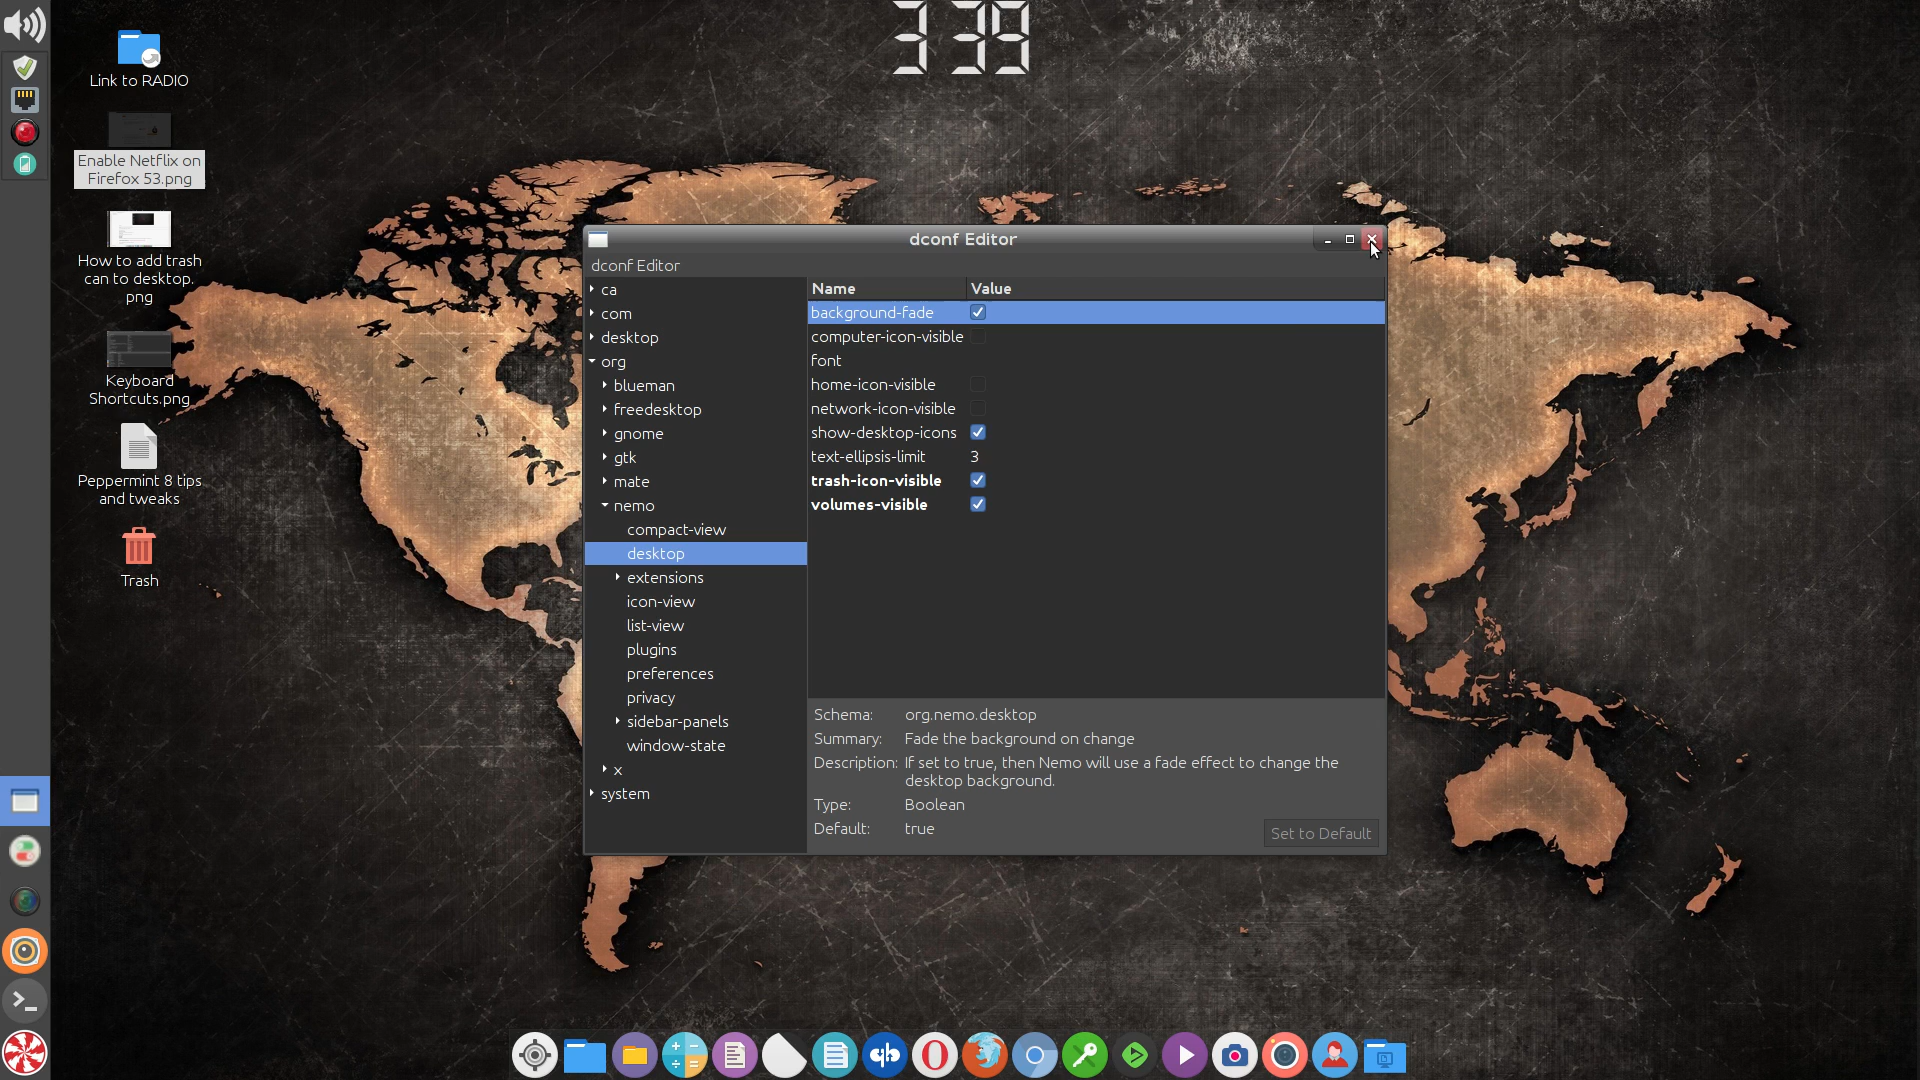 3 39
Link to RADIO
Enable Netflix on
Firefox 53.png
How to add trash
can to desktop.
png
Keyboard
Shortcuts.png
Peppermint 8 tips
and tweaks
Trash
dconf Editor
dconf Editor
ca
com
desktop
org
blueman
freedesktop
gnome
gtk
mate
nemo
compact-view
desktop
extensions
icon-view
list-view
plugins
preferences
privacy
sidebar-panels
window-state
x
system
Name Value
background-fade
computer-icon-visible
font
home-icon-visible
network-icon-visible
show-desktop-icons
text-ellipsis-limit 3
trash-icon-visible
volumes-visible
Schema: org.nemo.desktop
Summary: Fade the background on change
Description: If set to true, then Nemo will use a fade effect to change the
desktop background.
Type: Boolean
Default: true
Set to Default